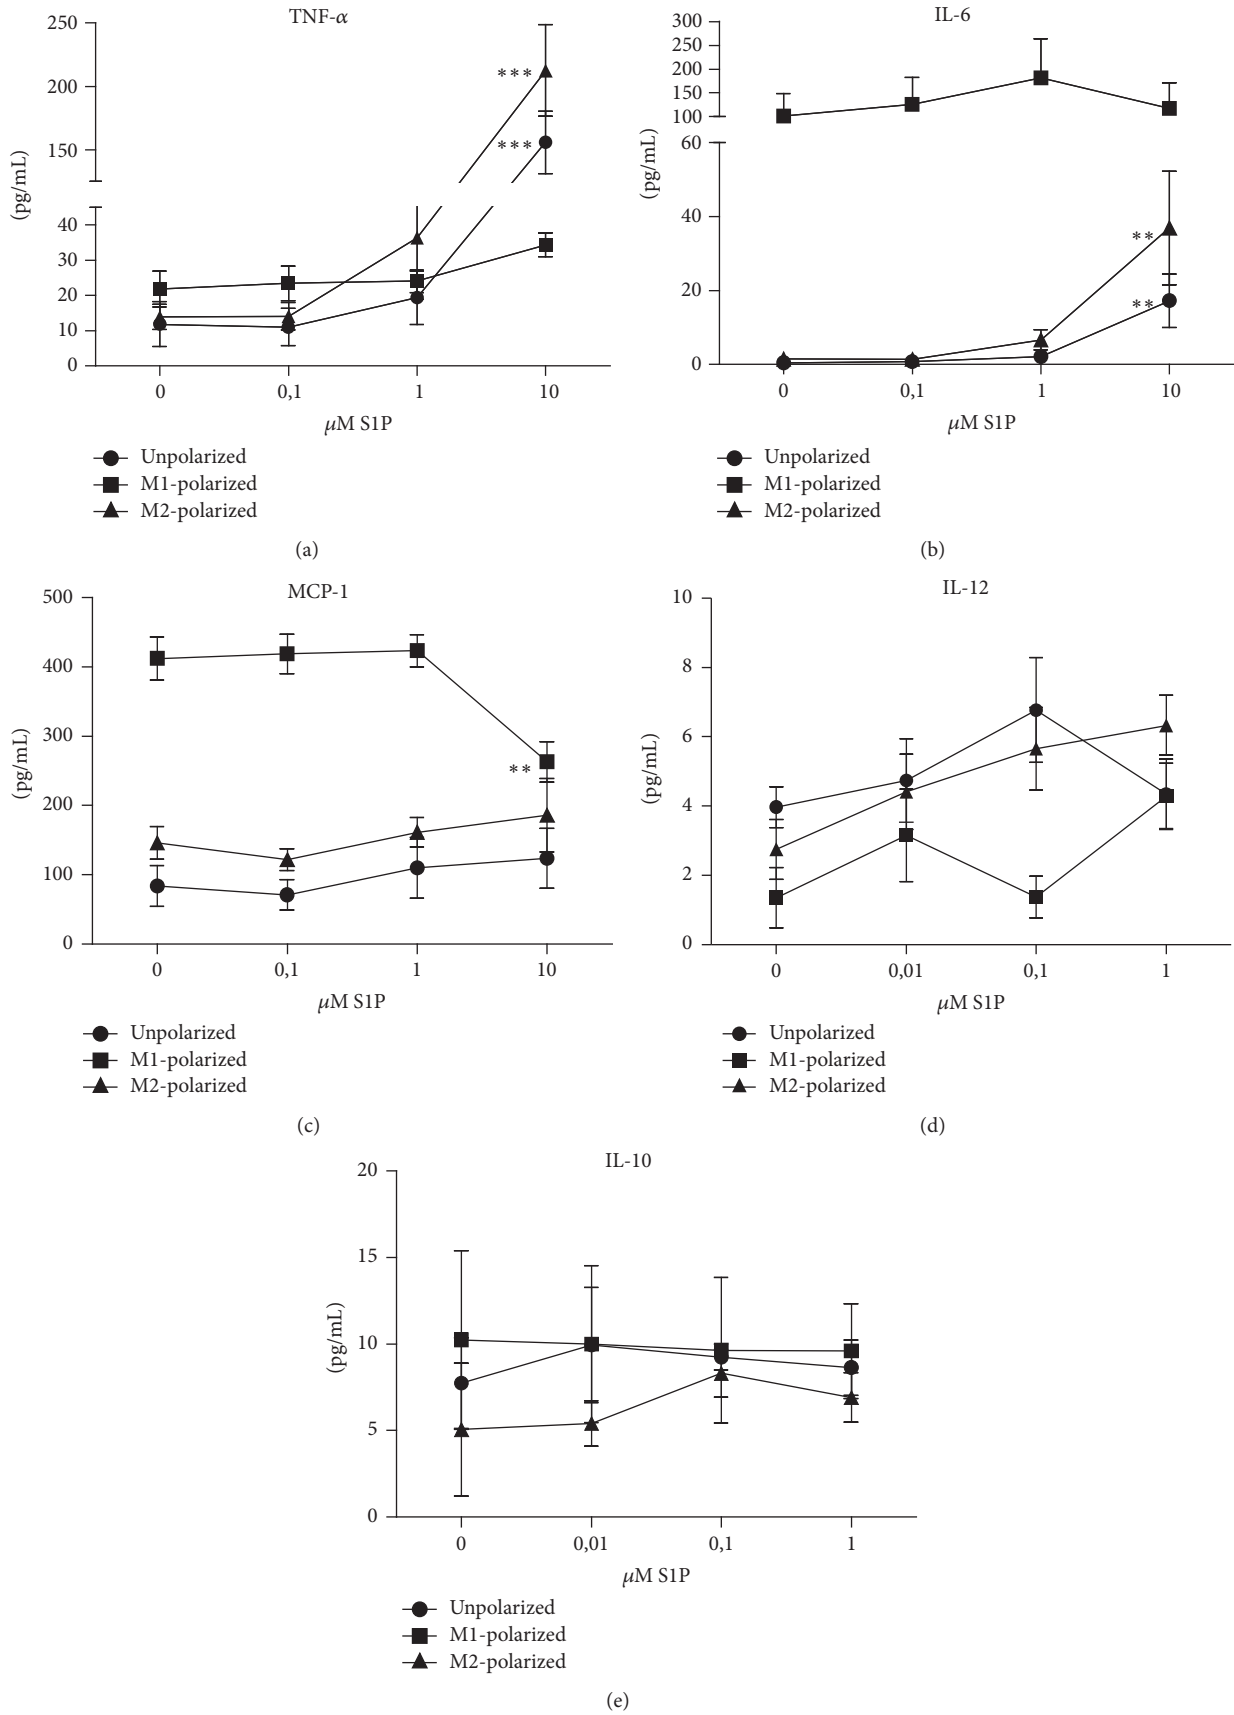 TNF-α
250
200
150
40
30
20
10
0
(pg/mL)
***
***
0 0,1 1 10
μM S1P
Unpolarized
M1-polarized
M2-polarized
(a)
IL-6
300
250
200
150
100
60
40
20
0
(pg/mL)
**
**
0 0,1 1 10
μM S1P
Unpolarized
M1-polarized
M2-polarized
(b)
MCP-1
500
400
300
200
100
0
(pg/mL)
**
0 0,1 1 10
μM S1P
Unpolarized
M1-polarized
M2-polarized
(c)
IL-12
10
8
6
4
2
0
(pg/mL)
0 0,01 0,1 1
μM S1P
Unpolarized
M1-polarized
M2-polarized
(d)
IL-10
20
15
10
5
0
(pg/mL)
0 0,01 0,1 1
μM S1P
Unpolarized
M1-polarized
M2-polarized
(e)